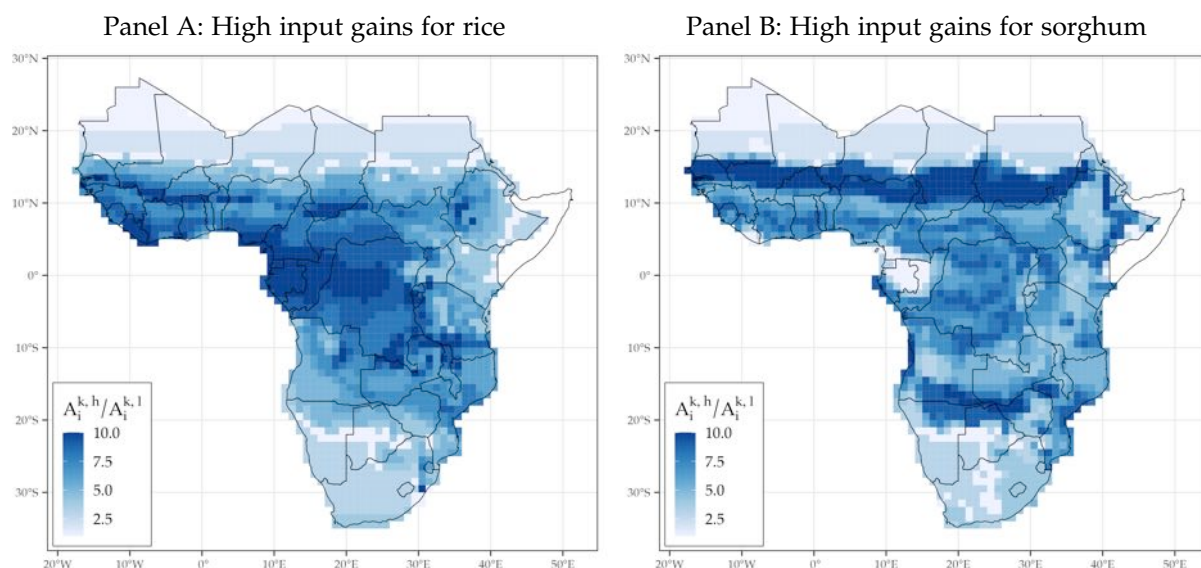 Panel A: High input gains for rice
30°N
20°N
10°N
0°
10°S
20°S
30°S
A_i^{k, h}/A_i^{k, l}
10.0
7.5
5.0
2.5
20°W 10°W 0° 10°E 20°E 30°E 40°E 50°E
Panel B: High input gains for sorghum
30°N
20°N
10°N
0°
10°S
20°S
30°S
A_i^{k, h}/A_i^{k, l}
10.0
7.5
5.0
2.5
20°W 10°W 0° 10°E 20°E 30°E 40°E 50°E